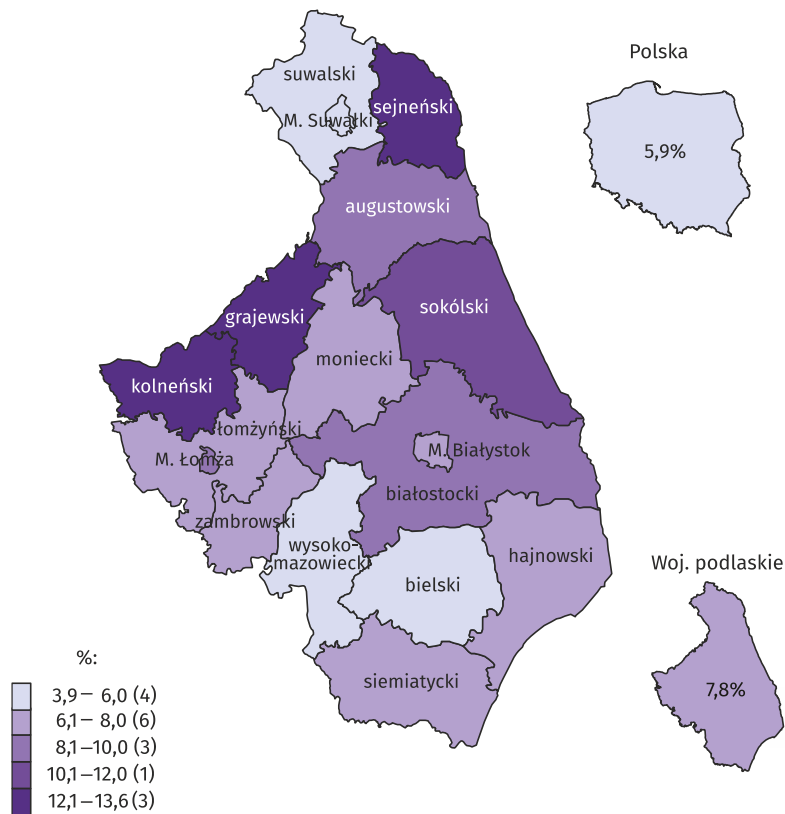 Polska
suwalski
sejneński
M. Suwałki
5,9%
augustowski
sokólski
grajewski
moniecki
kolneński
łomżyński
M. Białystok
M. Łomża
białostocki
zambrowski
wysoko-
mazowiecki
hajnowski
bielski
Woj. podlaskie
siemiatycki
7,8%
%:
3,9 – 6,0 (4)
6,1 – 8,0 (6)
8,1 – 10,0 (3)
10,1 – 12,0 (1)
12,1 – 13,6 (3)